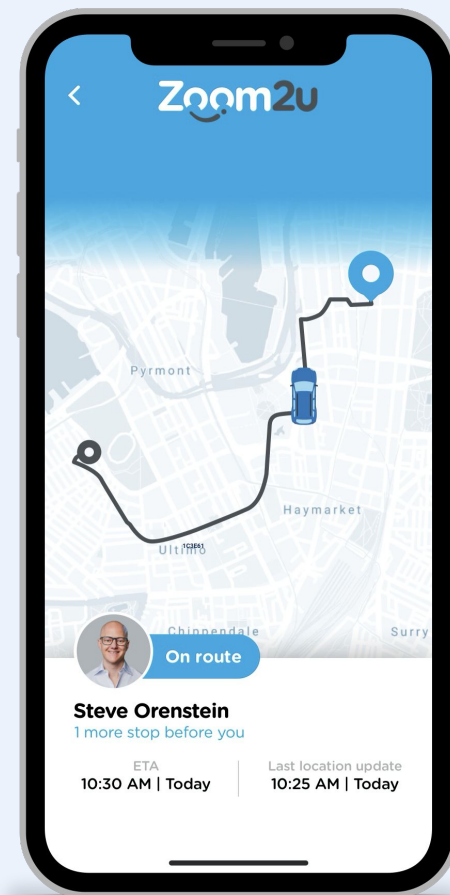 Zoom2u
Pyrmont
Haymarket
1C3E61
Ultimo
Chippendale
Surry
On route
Steve Orenstein
1 more stop before you
ETA
Last location update
10:30 AM | Today
10:25 AM | Today